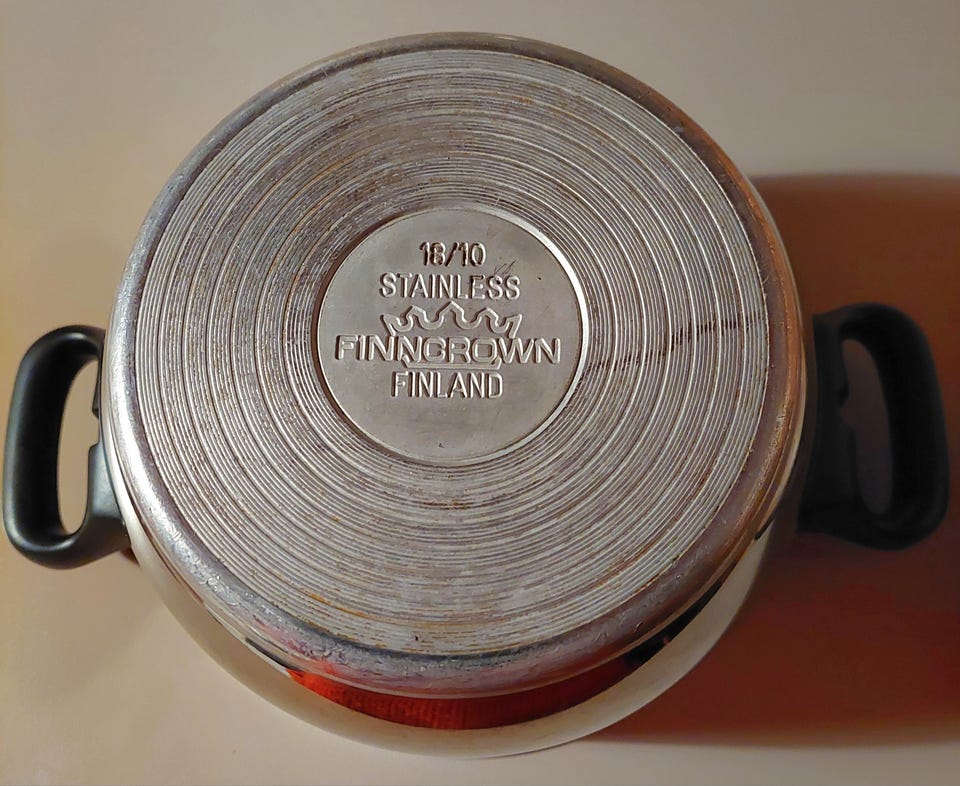 18/10
STAINLESS
FINNCROWN
FINLAND